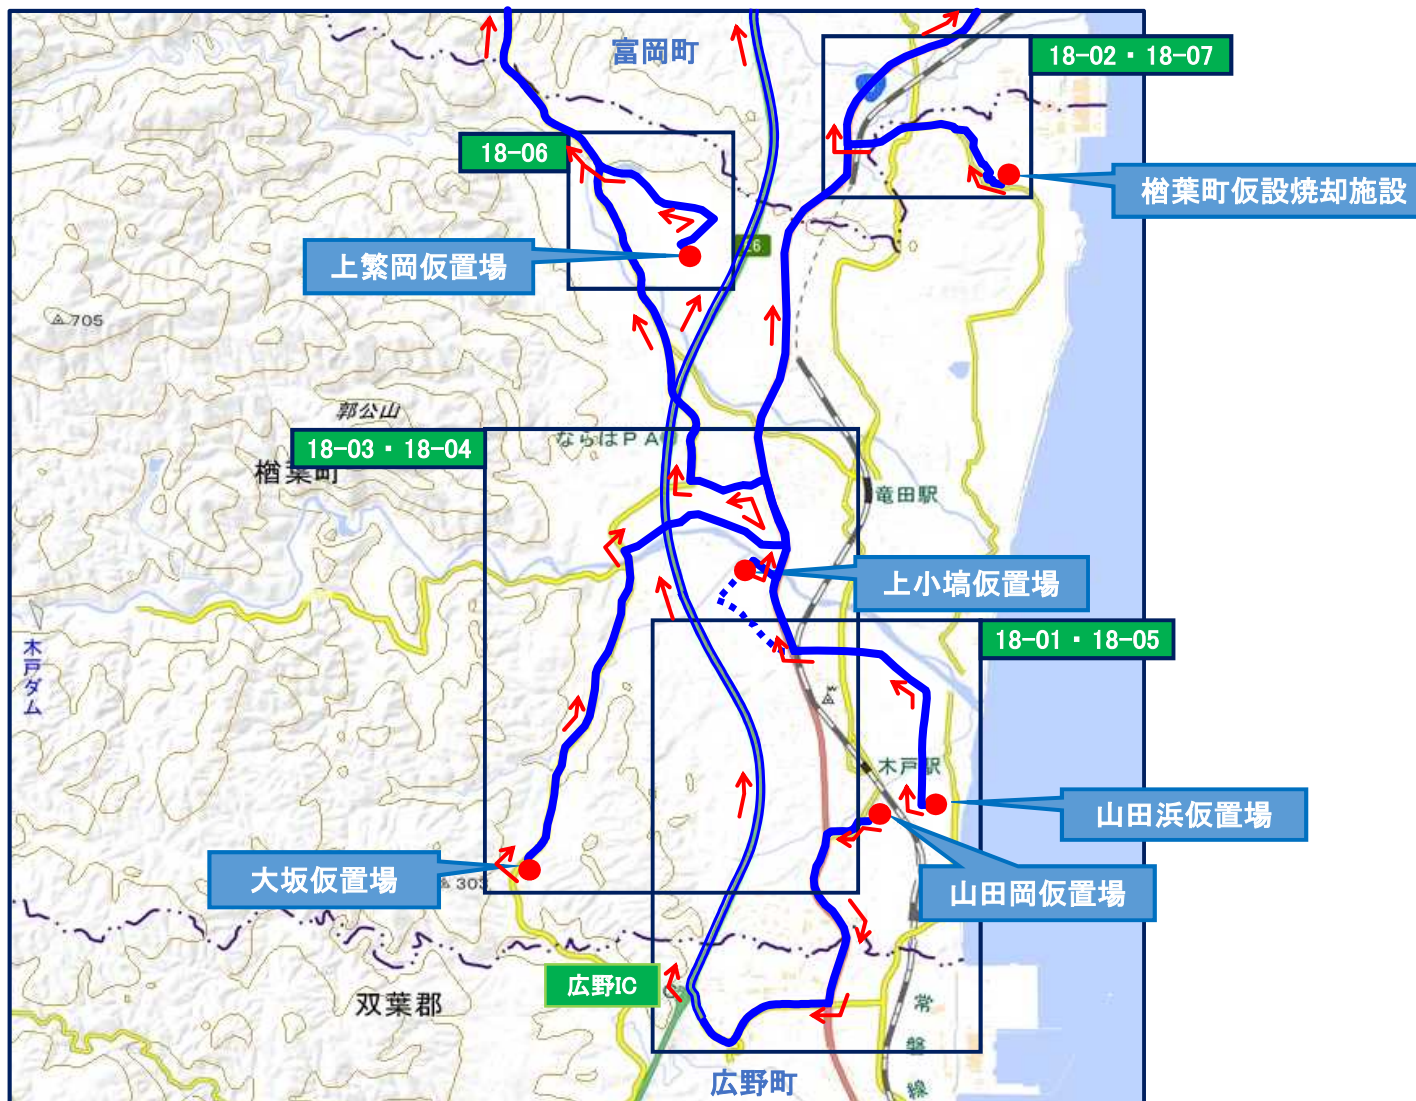 富岡町
18-02・18-07
18-06
楢葉町仮設焼却施設
上繁岡仮置場
705
郭公山
ならはPA
18-03・18-04
楢葉町
竜田駅
上小塙仮置場
18-01・18-05
木戸ダム
木戸駅
山田浜仮置場
大坂仮置場
303
山田岡仮置場
広野IC
双葉郡
常磐線
広野町